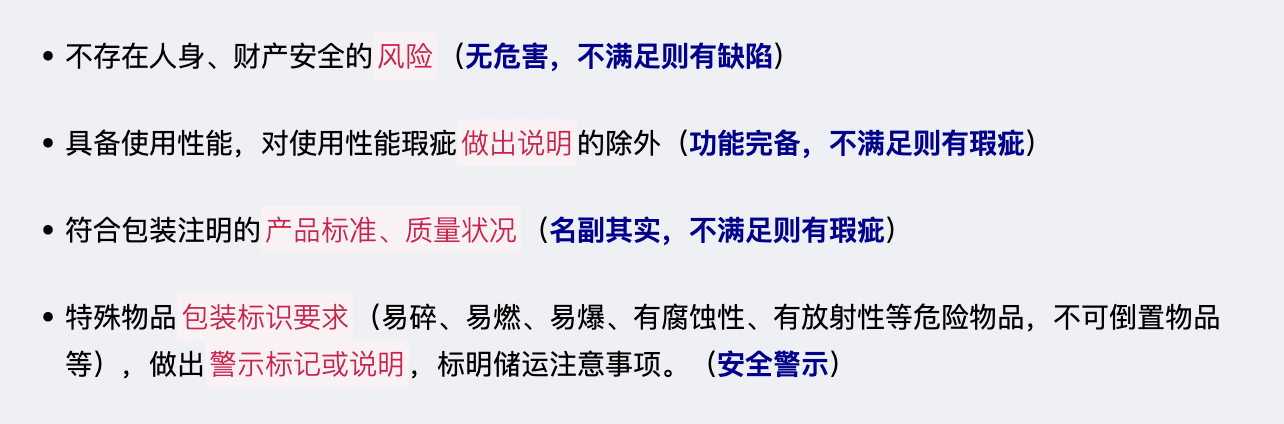 • 不存在人身、财产安全的风险（无危害，不满足则有缺陷）
• 具备使用性能，对使用性能瑕疵做出说明的除外（功能完备，不满足则有瑕疵）
• 符合包装注明的产品标准、质量状况（名副其实，不满足则有瑕疵）
• 特殊物品包装标识要求（易碎、易燃、易爆、有腐蚀性、有放射性等危险物品，不可倒置物品
等），做出警示标记或说明，标明储运注意事项。（安全警示）